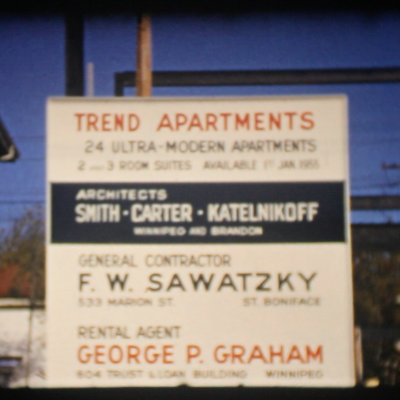 TREND APARTMENTS
24 ULTRA-MODERN APARTMENTS
2 AND 3 ROOM SUITES AVAILABLE 1ST JAN. 1955
ARCHITECTS
SMITH · CARTER · KATELNIKOFF
WINNIPEG AND BRANDON
GENERAL CONTRACTOR
F. W. SAWATZKY
533 MARION ST. ST. BONIFACE
RENTAL AGENT
GEORGE P. GRAHAM
604 TRUST & LOAN BUILDING WINNIPEG